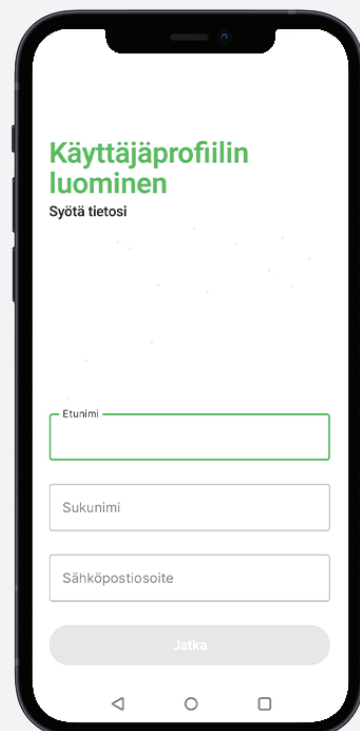 Käyttäjäprofiilin
luominen
Syötä tietosi
Etunimi
Sukunimi
Sähköpostiosoite
Jatka